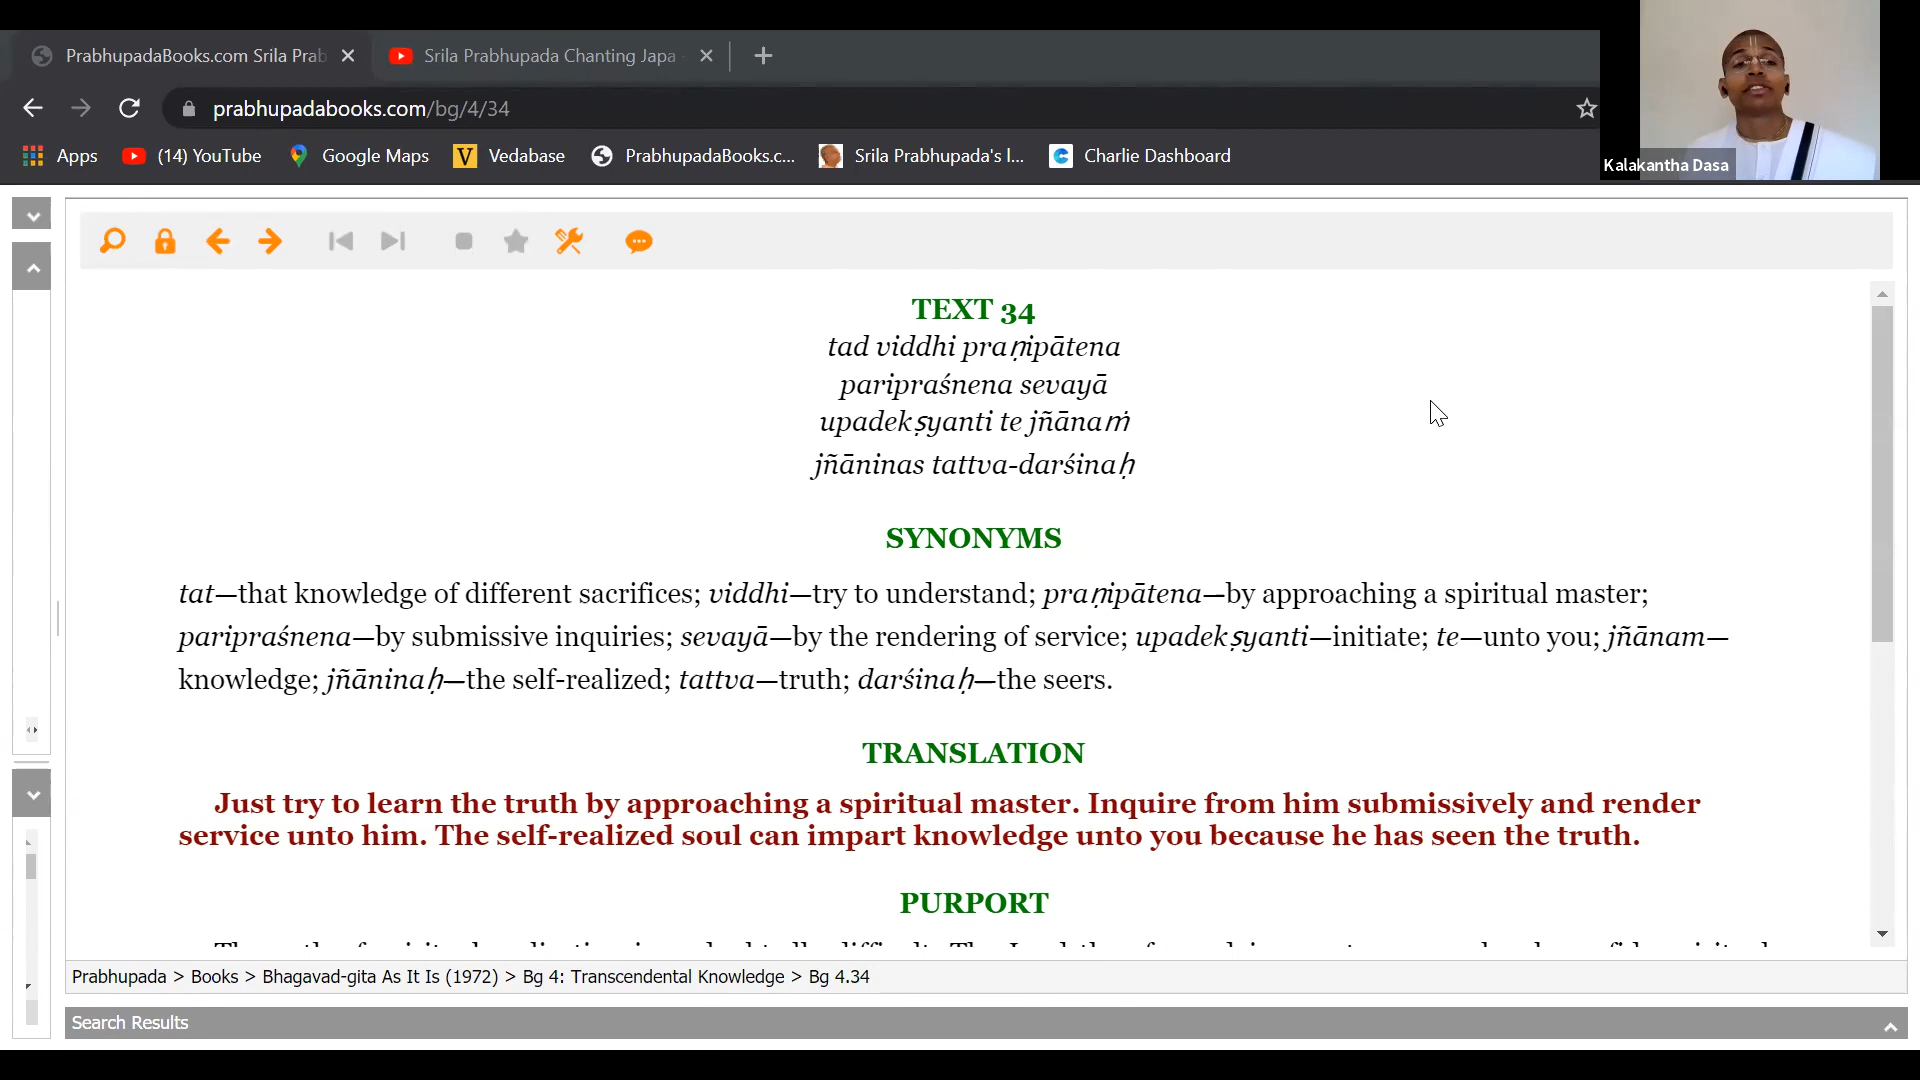 PrabhupadaBooks.com Srila Prab
Srila Prabhupada Chanting Japa
prabhupadabooks.com/bg/4/34
Apps
(14) YouTube
Google Maps
Vedabase
PrabhupadaBooks.c...
Srila Prabhupada's l...
Charlie Dashboard
Kalakantha Dasa
TEXT 34
tad viddhi praṇipātena
paripraśnena sevayā
upadekṣyanti te jñānaṁ
jñāninas tattva-darśinaḥ
SYNONYMS
tat—that knowledge of different sacrifices; viddhi—try to understand; praṇipātena—by approaching a spiritual master;
paripraśnena—by submissive inquiries; sevayā—by the rendering of service; upadekṣyanti—initiate; te—unto you; jñānam—
knowledge; jñāninaḥ—the self-realized; tattva—truth; darśinaḥ—the seers.
TRANSLATION
Just try to learn the truth by approaching a spiritual master. Inquire from him submissively and render
service unto him. The self-realized soul can impart knowledge unto you because he has seen the truth.
PURPORT
Prabhupada > Books > Bhagavad-gita As It Is (1972) > Bg 4: Transcendental Knowledge > Bg 4.34
Search Results